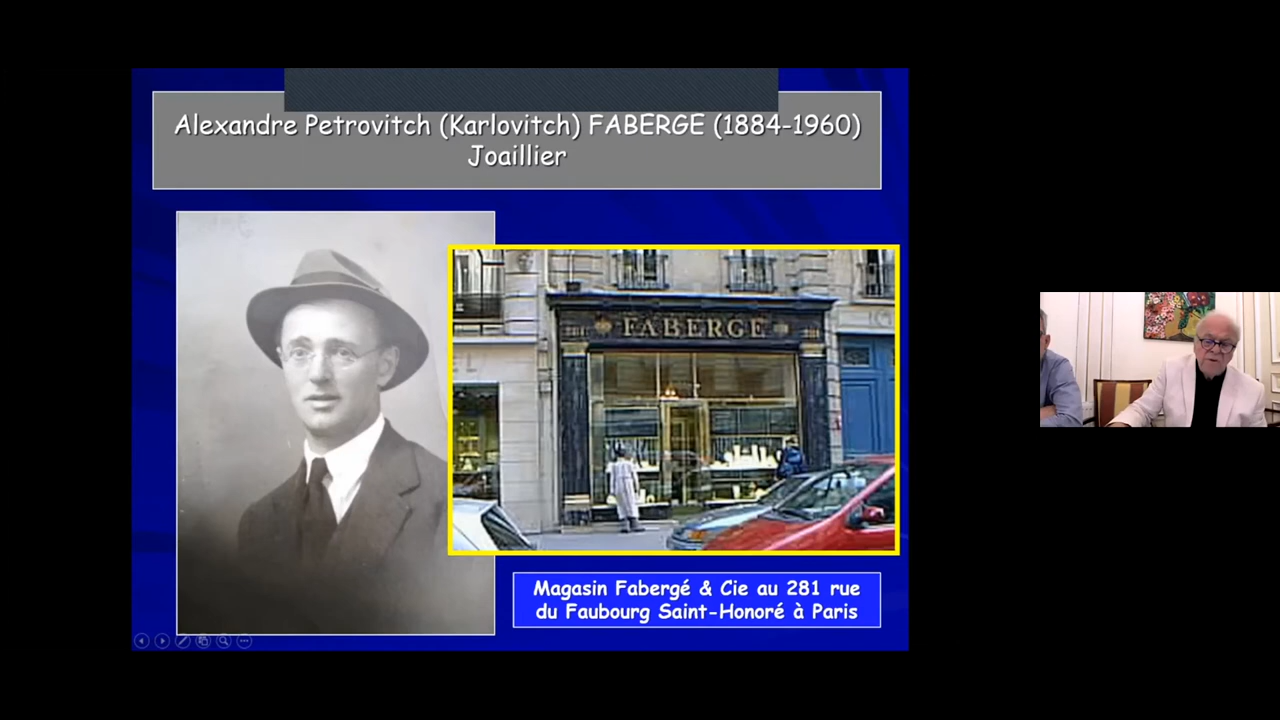 Alexandre Petrovitch (Karlovitch) FABERGE (1884-1960)
Joaillier
FABERGE
Magasin Fabergé & Cie au 281 rue
du Faubourg Saint-Honoré à Paris